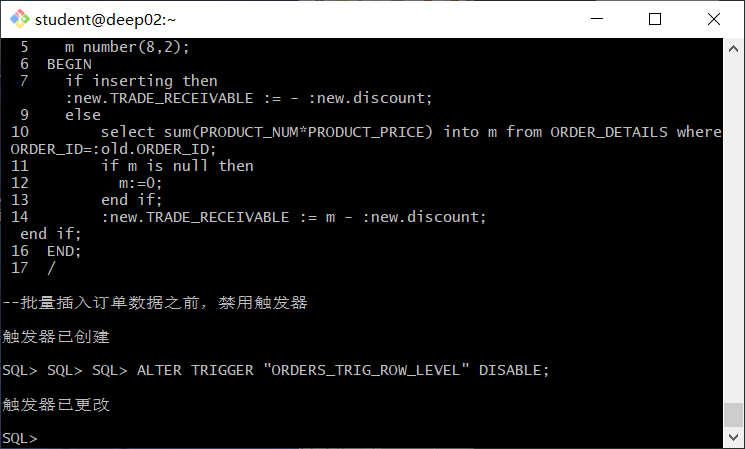 student@deep02:~
  5    m number(8,2);
  6  BEGIN
  7    if inserting then
       :new.TRADE_RECEIVABLE := - :new.discount;
  9    else
 10        select sum(PRODUCT_NUM*PRODUCT_PRICE) into m from ORDER_DETAILS where
 ORDER_ID=:old.ORDER_ID;
 11        if m is null then
 12          m:=0;
 13        end if;
 14        :new.TRADE_RECEIVABLE := m - :new.discount;
  end if;
 16  END;
 17  /
--批量插入订单数据之前，禁用触发器
触发器已创建
SQL> SQL> SQL> ALTER TRIGGER "ORDERS_TRIG_ROW_LEVEL" DISABLE;
触发器已更改
SQL>